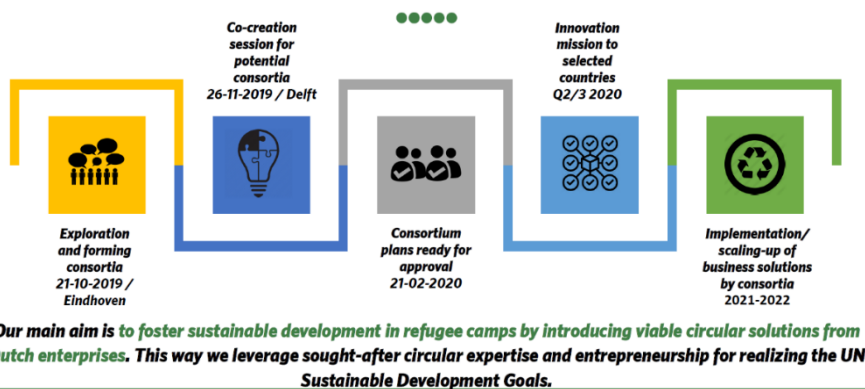 Co-creation
session for
potential
consortia
26-11-2019 / Delft
Innovation
mission to
selected
countries
Q2/3 2020
Exploration
and forming
consortia
21-10-2019 /
Eindhoven
Consortium
plans ready for
approval
21-02-2020
Implementation/
scaling-up of
business solutions
by consortia
2021-2022
Our main aim is to foster sustainable development in refugee camps by introducing viable circular solutions from
utch enterprises. This way we leverage sought-after circular expertise and entrepreneurship for realizing the UN
Sustainable Development Goals.